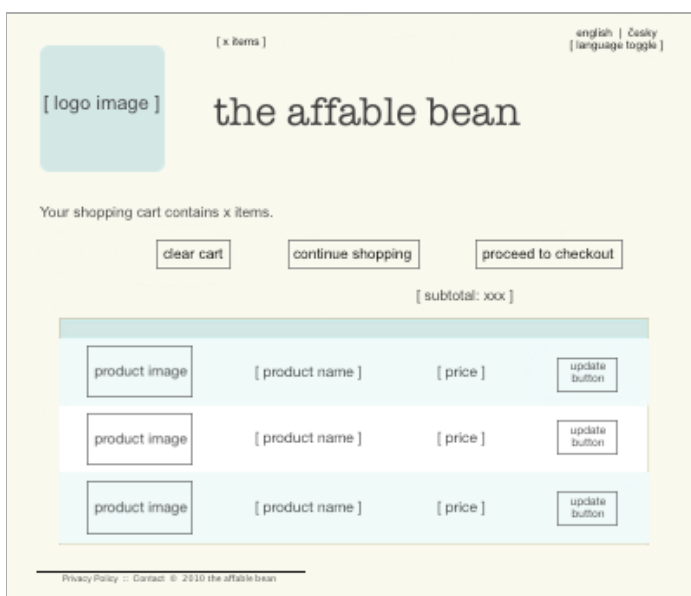 [ x items ]
english | česky
[ language toggle ]
[ logo image ]
the affable bean
Your shopping cart contains x items.
clear cart
continue shopping
proceed to checkout
[ subtotal: xxx ]
product image
[ product name ]
[ price ]
update
button
product image
[ product name ]
[ price ]
update
button
product image
[ product name ]
[ price ]
update
button
Privacy Policy :: Contact © 2010 the affable bean